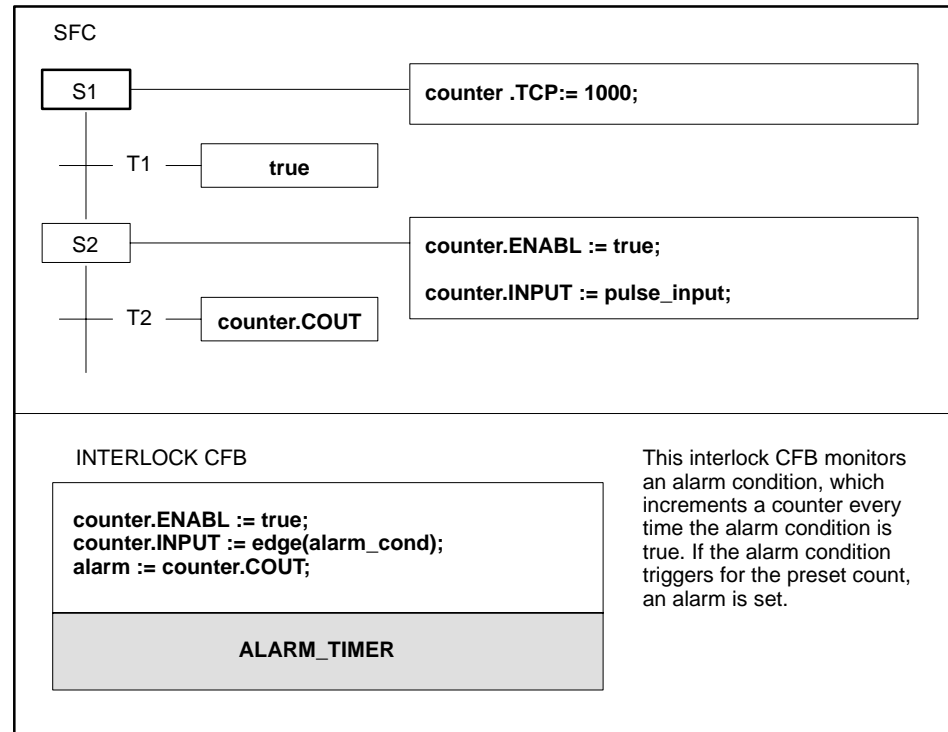 SFC
S1
counter .TCP:= 1000;
T1
true
S2
counter.ENABL := true;
counter.INPUT := pulse_input;
T2
counter.COUT
INTERLOCK CFB
counter.ENABL := true;
counter.INPUT := edge(alarm_cond);
alarm := counter.COUT;
ALARM_TIMER
This interlock CFB monitors
an alarm condition, which
increments a counter every
time the alarm condition is
true. If the alarm condition
triggers for the preset count,
an alarm is set.